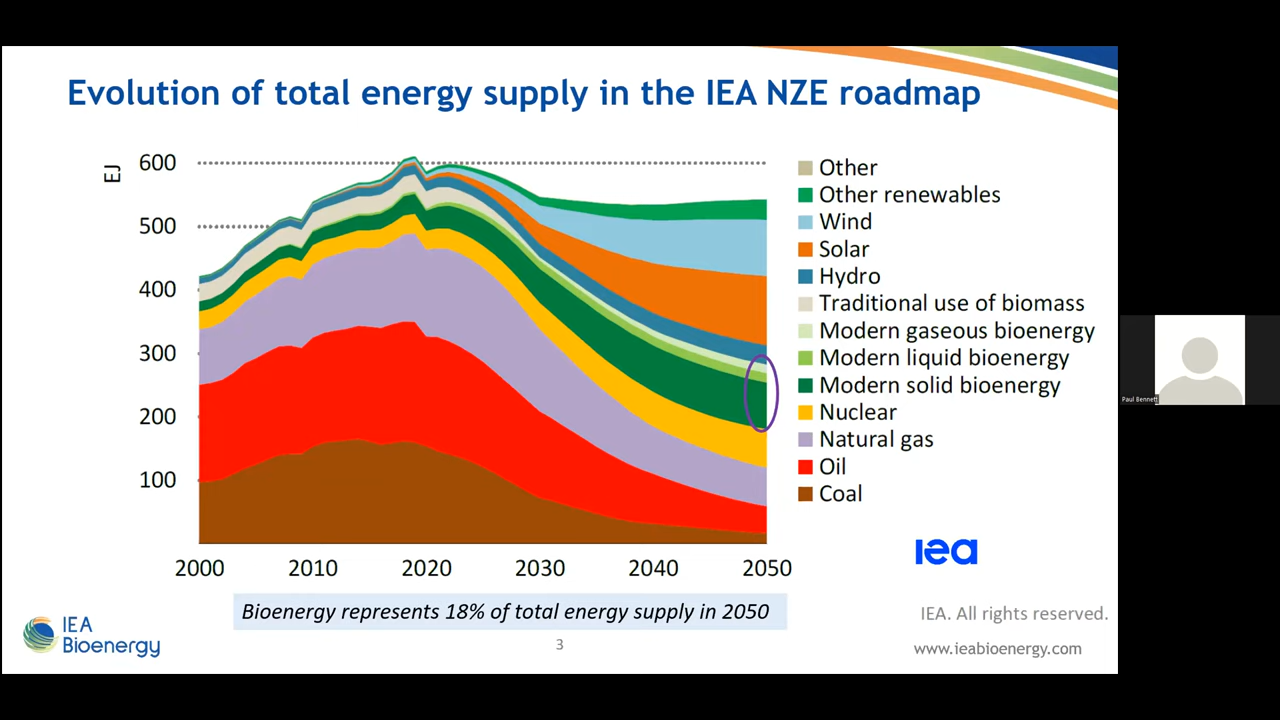 Evolution of total energy supply in the IEA NZE roadmap
EJ
600
500
400
300
200
100
2000 2010 2020 2030 2040 2050
Other
Other renewables
Wind
Solar
Hydro
Traditional use of biomass
Modern gaseous bioenergy
Modern liquid bioenergy
Modern solid bioenergy
Nuclear
Natural gas
Oil
Coal
iea
Bioenergy represents 18% of total energy supply in 2050
IEA. All rights reserved.
IEA
Bioenergy
3
www.ieabioenergy.com
Paul Bennett